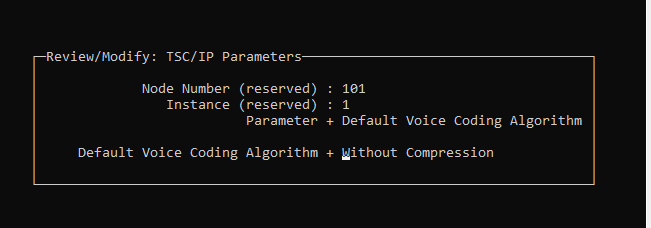 Review/Modify: TSC/IP Parameters
Node Number (reserved) : 101
Instance (reserved) : 1
Parameter + Default Voice Coding Algorithm
Default Voice Coding Algorithm + Without Compression